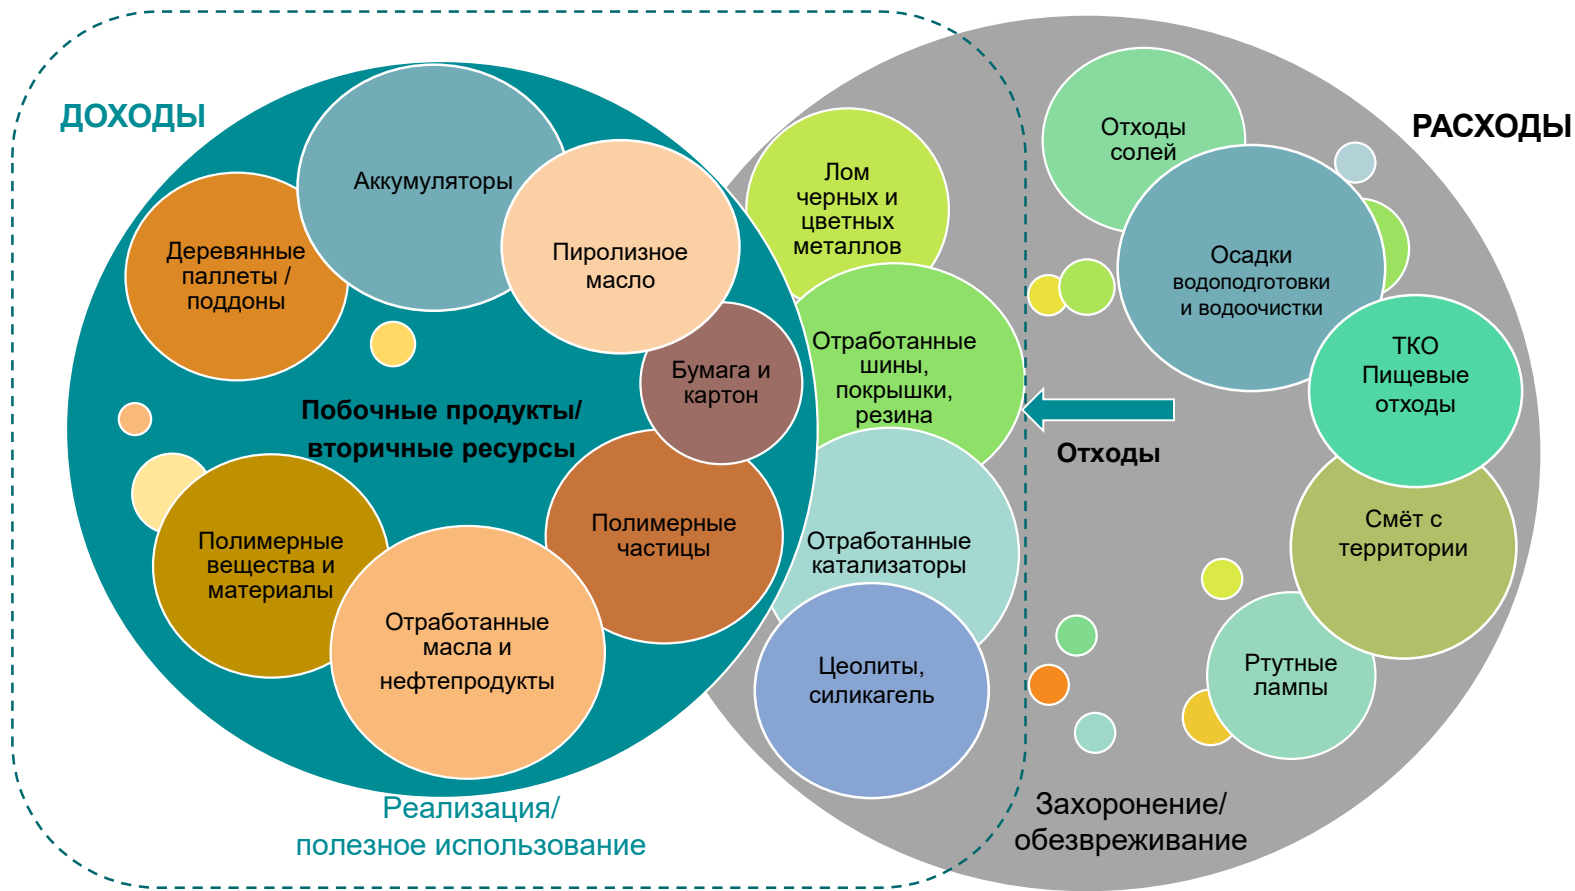 ДОХОДЫ
РАСХОДЫ
Аккумуляторы
Деревянные
паллеты /
поддоны
Пиролизное
масло
Бумага и
картон
Побочные продукты/
вторичные ресурсы
Полимерные
частицы
Полимерные
вещества и
материалы
Отработанные
масла и
нефтепродукты
Реализация/
полезное использование
Лом
черных и
цветных
металлов
Отработанные
шины,
покрышки,
резина
Отработанные
катализаторы
Цеолиты,
силикагель
Отходы
Отходы
солей
Осадки
водоподготовки
и водоочистки
ТКО
Пищевые
отходы
Смёт с
территории
Ртутные
лампы
Захоронение/
обезвреживание